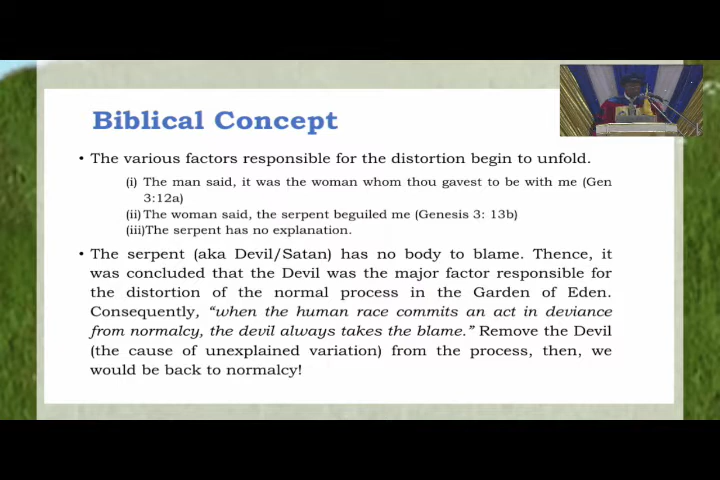 Biblical Concept
• The various factors responsible for the distortion begin to unfold.
(i) The man said, it was the woman whom thou gavest to be with me (Gen
3:12a)
(ii) The woman said, the serpent beguiled me (Genesis 3: 13b)
(iii)The serpent has no explanation.
• The serpent (aka Devil/Satan) has no body to blame. Thence, it
was concluded that the Devil was the major factor responsible for
the distortion of the normal process in the Garden of Eden.
Consequently, “when the human race commits an act in deviance
from normalcy, the devil always takes the blame.” Remove the Devil
(the cause of unexplained variation) from the process, then, we
would be back to normalcy!